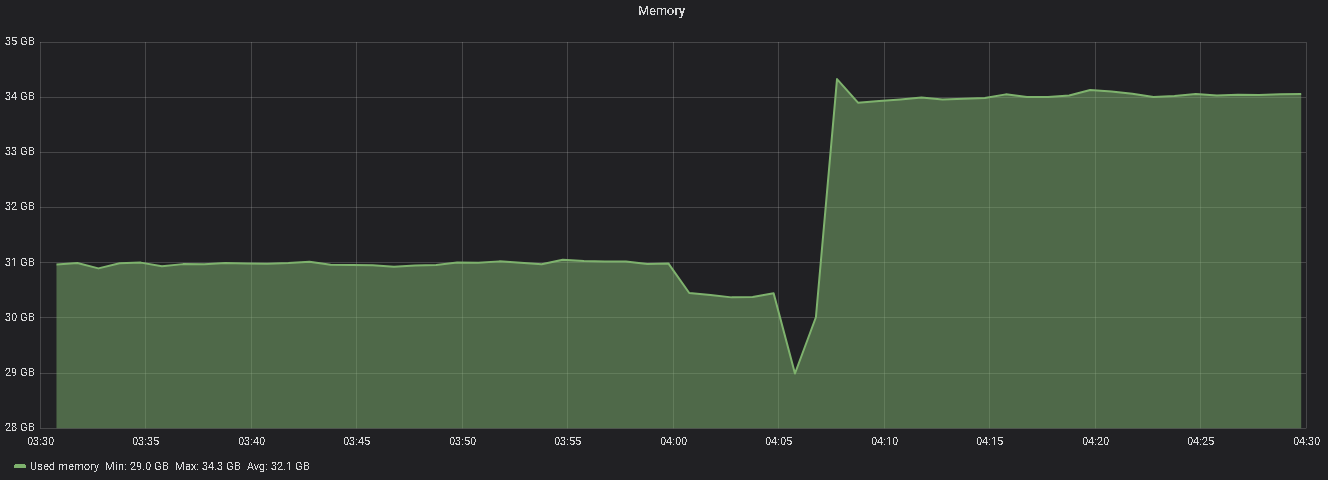 Memory
35 GB
34 GB
33 GB
32 GB
31 GB
30 GB
29 GB
28 GB
03:30 03:35 03:40 03:45 03:50 03:55 04:00 04:05 04:10 04:15 04:20 04:25 04:30
Used memory Min: 29.0 GB Max: 34.3 GB Avg: 32.1 GB